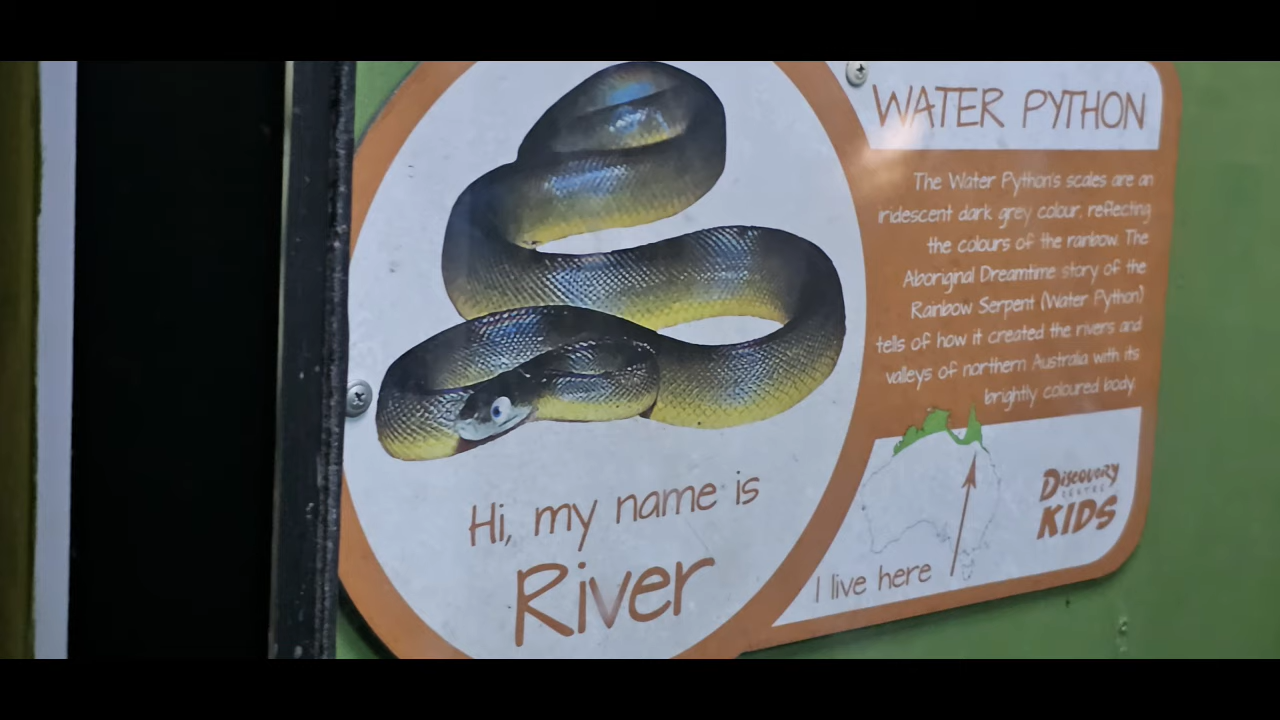 WATER PYTHON
The Water Python's scales are an
iridescent dark grey colour, reflecting
the colours of the rainbow. The
Aboriginal Dreamtime story of the
Rainbow Serpent (Water Python)
tells of how it created the rivers and
valleys of northern Australia with its
brightly coloured body.
Hi, my name is
River
I live here
DISCOVERY
CENTRE
KIDS